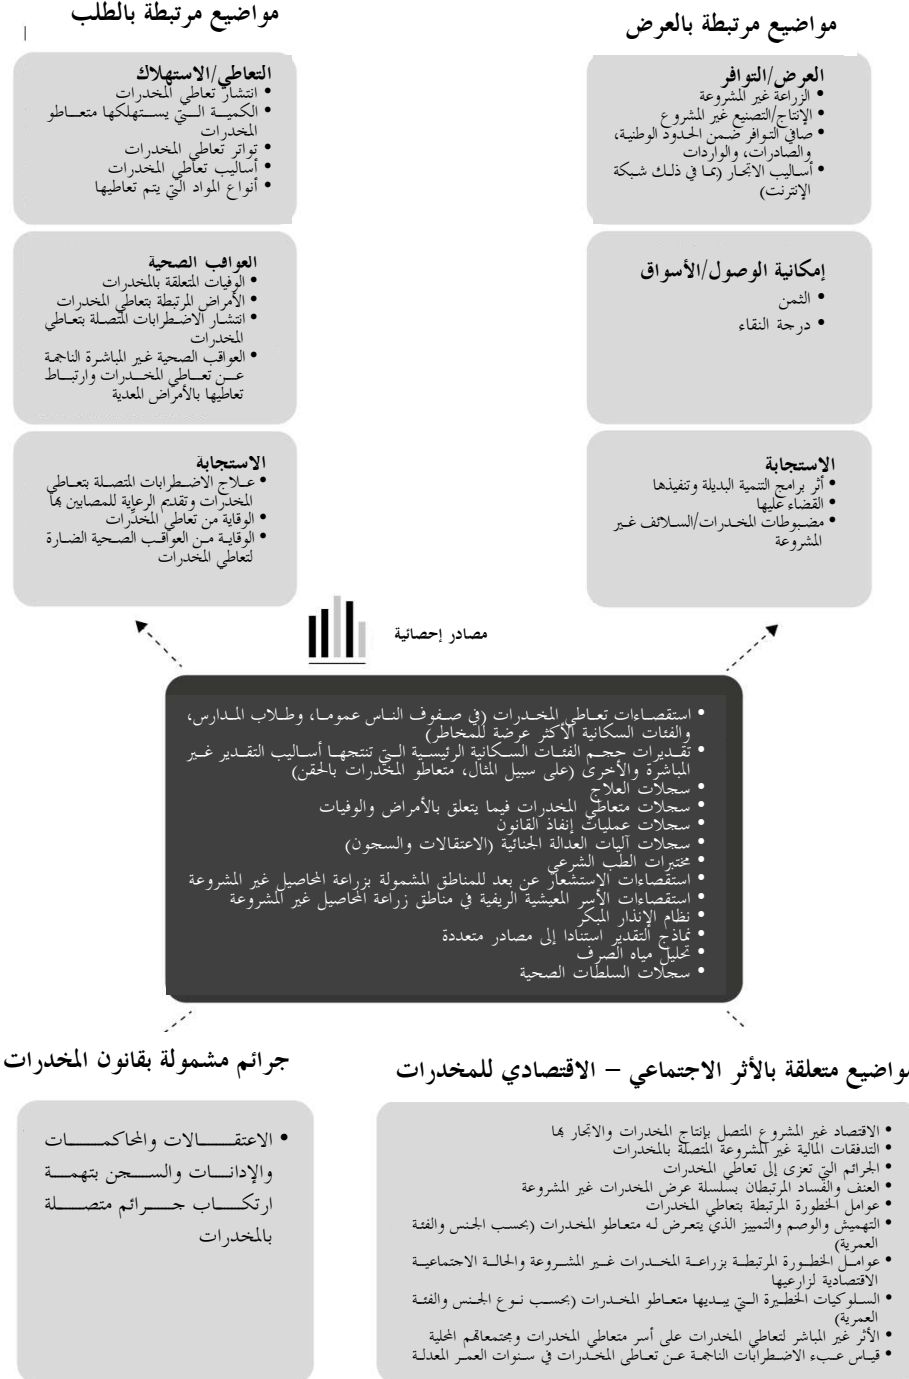 مواضيع مرتبطة بالعرض
العرض/التوافر
• الزراعة غير المشروعة
• الإنتاج/التصنيع غير المشروع
• صافي التوافر ضمن الحدود الوطنية،
والصادرات، والواردات
• أساليب الاتجار (بما في ذلك شبكة
الإنترنت)
إمكانية الوصول/الأسواق
• الثمن
• درجة النقاء
الاستجابة
• أثر برامج التنمية البديلة وتنفيذها
• القضاء عليها
• مضبوطات المخدرات/السلائف غير
المشروعة
مواضيع مرتبطة بالطلب
التعاطي/الاستهلاك
• انتشار تعاطي المخدرات
• الكمية التي يستهلكها متعاطو
المخدرات
• تواتر تعاطي المخدرات
• أساليب تعاطي المخدرات
• أنواع المواد التي يتم تعاطيها
العواقب الصحية
• الوفيات المتعلقة بالمخدرات
• الأمراض المرتبطة بتعاطي المخدرات
• انتشار الاضطرابات المتصلة بتعاطي
المخدرات
• العواقب الصحية غير المباشرة الناجمة
عن تعاطي المخدرات وارتباط
تعاطيها بالأمراض المعدية
الاستجابة
• علاج الاضطرابات المتصلة بتعاطي
المخدرات وتقديم الرعاية للمصابين بها
• الوقاية من تعاطي المخدِّرات
• الوقاية من العواقب الصحية الضارة
لتعاطي المخدرات
مصادر إحصائية
• استقصاءات تعاطي المخدرات (في صفوف الناس عموما، وطلاب المدارس،
والفئات السكانية الأكثر عرضة للمخاطر)
• تقديرات حجم الفئات السكانية الرئيسية التي تنتجها أساليب التقدير غير
المباشرة والأخرى (على سبيل المثال، متعاطو المخدرات بالحقن)
• سجلات العلاج
• سجلات متعاطي المخدرات فيما يتعلق بالأمراض والوفيات
• سجلات عمليات إنفاذ القانون
• سجلات آليات العدالة الجنائية (الاعتقالات والسجون)
• مختبرات الطب الشرعي
• استقصاءات الاستشعار عن بعد للمناطق المشمولة بزراعة المحاصيل غير المشروعة
• استقصاءات الأسر المعيشية الريفية في مناطق زراعة المحاصيل غير المشروعة
• نظام الإنذار المبكر
• نماذج التقدير استنادا إلى مصادر متعددة
• تحليل مياه الصرف
• سجلات السلطات الصحية
مواضيع متعلقة بالأثر الاجتماعي – الاقتصادي للمخدرات
• الاقتصاد غير المشروع المتصل بإنتاج المخدرات والاتجار بها
• التدفقات المالية غير المشروعة المتصلة بالمخدرات
• الجرائم التي تعزى إلى تعاطي المخدرات
• العنف والفساد المرتبطان بسلسلة عرض المخدرات غير المشروعة
• عوامل الخطورة المرتبطة بتعاطي المخدرات
• التهميش والوصم والتمييز الذي يتعرض له متعاطو المخدرات (بحسب الجنس والفئة
العمرية)
• عوامل الخطورة المرتبطة بزراعة المخدرات غير المشروعة والحالة الاجتماعية
الاقتصادية لزارعيها
• السلوكيات الخطيرة التي يبديها متعاطو المخدرات (بحسب نوع الجنس والفئة
العمرية)
• الأثر غير المباشر لتعاطي المخدرات على أسر متعاطي المخدرات ومجتمعاتهم المحلية
• قياس عبء الاضطرابات الناجمة عن تعاطي المخدرات في سنوات العمر المعدلة
جرائم مشمولة بقانون المخدرات
• الاعتقالات والمحاكمات
والإدانات والسجن بتهمة
ارتكاب جرائم متصلة
بالمخدرات